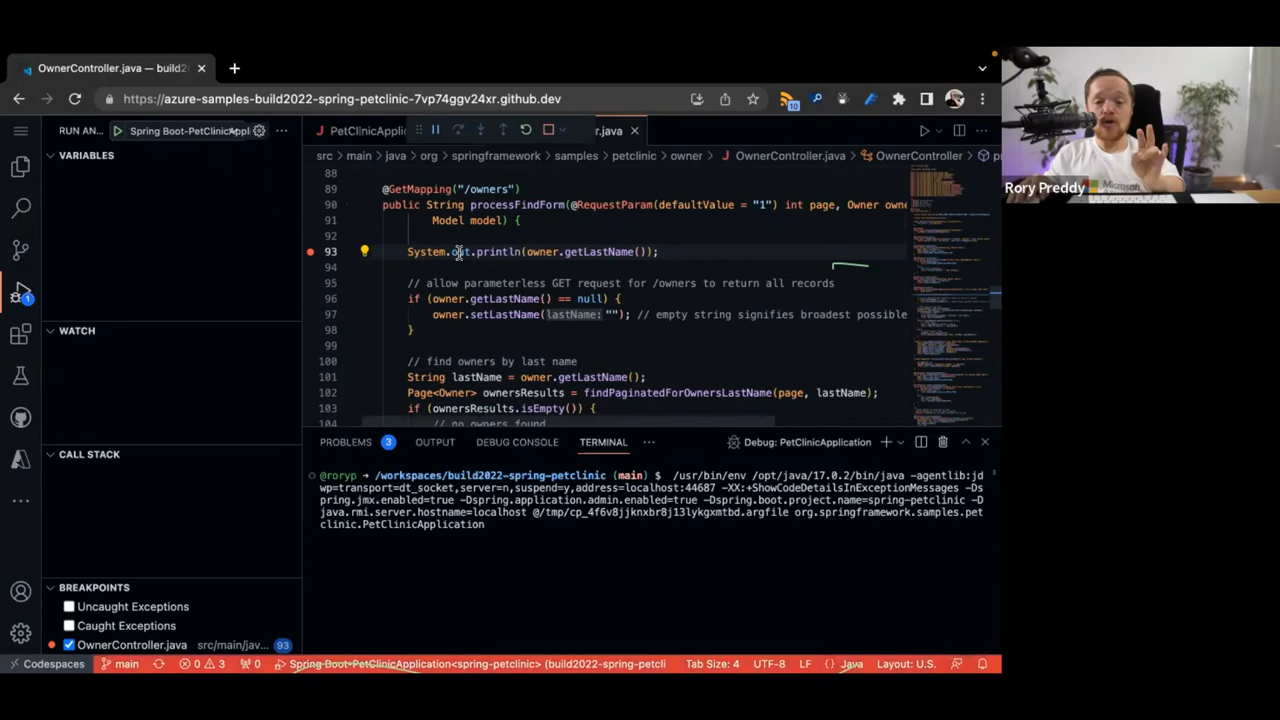 OwnerController.java — build2
https://azure-samples-build2022-spring-petclinic-7vp74ggv24xr.github.dev
10
RUN AN...
Spring Boot-PetClinicAppl
PetClinicApplic
r.java
VARIABLES
src > main > java > org > springframework > samples > petclinic > owner > OwnerController.java > OwnerController >
88
89 @GetMapping("/owners")
90 public String processFindForm(@RequestParam(defaultValue = "1") int page, Owner owne
91 Model model) {
92
93 System.out.println(owner.getLastName());
94
95 // allow parameterless GET request for /owners to return all records
96 if (owner.getLastName() == null) {
97 owner.setLastName(lastName:""); // empty string signifies broadest possible
98 }
99
100 // find owners by last name
101 String lastName = owner.getLastName();
102 Page<Owner> ownersResults = findPaginatedForOwnersLastName(page, lastName);
103 if (ownersResults.isEmpty()) {
104 // no owners found
1
WATCH
CALL STACK
BREAKPOINTS
Uncaught Exceptions
Caught Exceptions
OwnerController.java src/main/jav... 93
PROBLEMS 3 OUTPUT DEBUG CONSOLE TERMINAL ... Debug: PetClinicApplication
@roryp → /workspaces/build2022-spring-petclinic (main) $ /usr/bin/env /opt/java/17.0.2/bin/java -agentlib:jd
wp=transport=dt_socket,server=n,suspend=y,address=localhost:44687 -XX:+ShowCodeDetailsInExceptionMessages -Ds
pring.jmx.enabled=true -Dspring.application.admin.enabled=true -Dspring.boot.project.name=spring-petclinic -D
java.rmi.server.hostname=localhost @/tmp/cp_4f6v8jjknxbr8j13lykgxmtbd.argfile org.springframework.samples.pet
clinic.PetClinicApplication
Codespaces main 0 3 0 Spring Boot-PetClinicApplication<spring-petclinic> (build2022-spring-petcli Tab Size: 4 UTF-8 LF {} Java Layout: U.S.
Rory Preddy
Microsoft